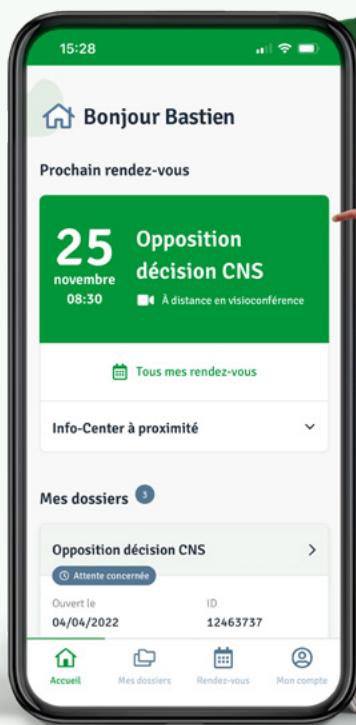 15:28
Bonjour Bastien
Prochain rendez-vous
25
novembre
08:30
Opposition
décision CNS
À distance en visioconférence
Tous mes rendez-vous
Info-Center à proximité
Mes dossiers 3
Opposition décision CNS
Attente concernée
Ouvert le
04/04/2022
ID
12463737
Accueil
Mes dossiers
Rendez-vous
Mon compte